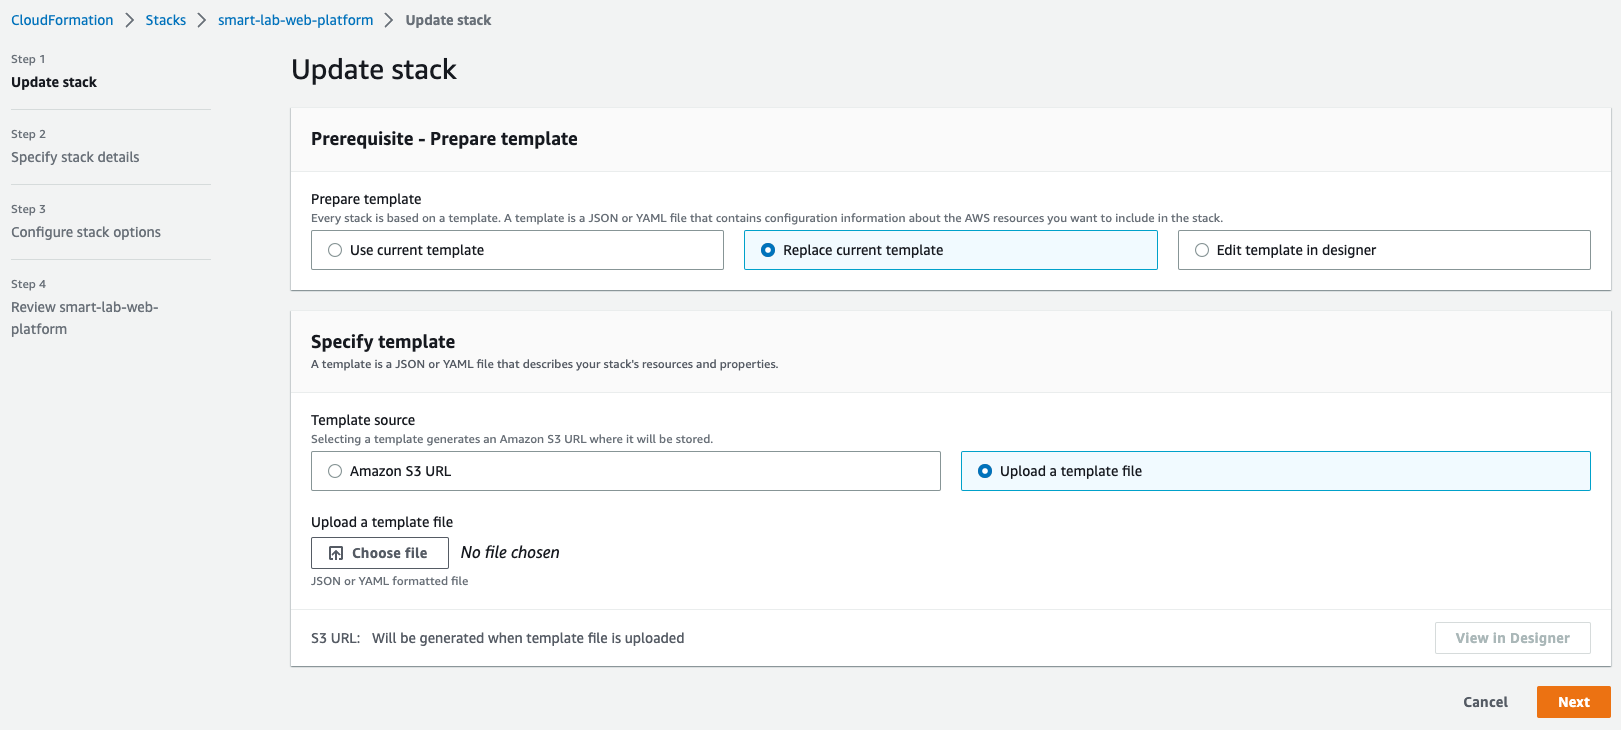 CloudFormation > Stacks > smart-lab-web-platform > Update stack
Step 1
Update stack
Step 2
Specify stack details
Step 3
Configure stack options
Step 4
Review smart-lab-web-
platform
Update stack
Prerequisite - Prepare template
Prepare template
Every stack is based on a template. A template is a JSON or YAML file that contains configuration information about the AWS resources you want to include in the stack.
Use current template
Replace current template
Edit template in designer
Specify template
A template is a JSON or YAML file that describes your stack's resources and properties.
Template source
Selecting a template generates an Amazon S3 URL where it will be stored.
Amazon S3 URL
Upload a template file
Upload a template file
Choose file No file chosen
JSON or YAML formatted file
S3 URL: Will be generated when template file is uploaded
View in Designer
Cancel
Next